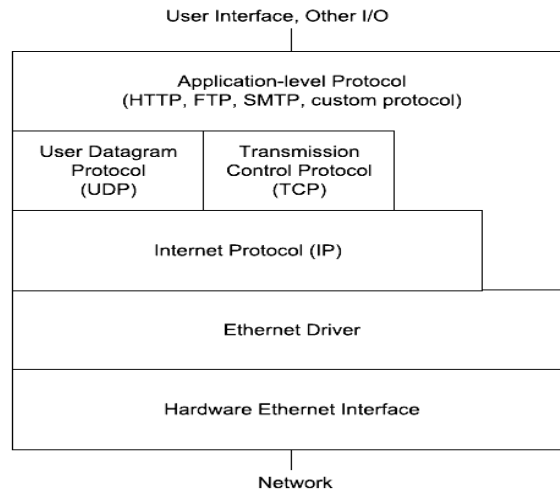 User Interface, Other I/O
Application-level Protocol
(HTTP, FTP, SMTP, custom protocol)
User Datagram
Protocol
(UDP)
Transmission
Control Protocol
(TCP)
Internet Protocol (IP)
Ethernet Driver
Hardware Ethernet Interface
Network